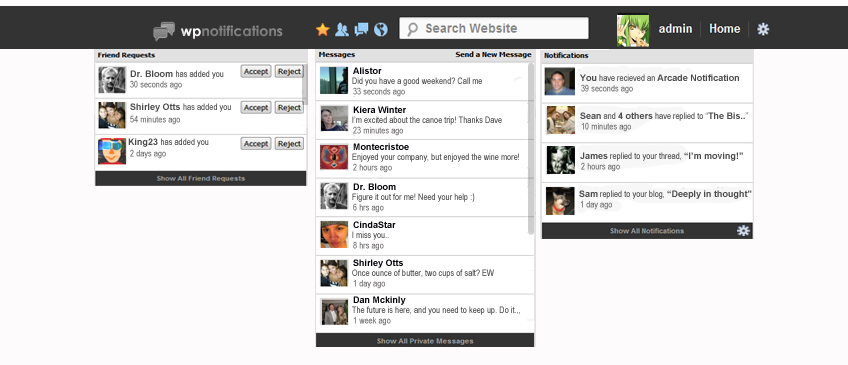 wpnotifications
Search Website
admin
Home
Friend Requests
Dr. Bloom has added you
30 seconds ago
Accept
Reject
Shirley Otts has added you
54 minutes ago
Accept
Reject
King23 has added you
2 days ago
Accept
Reject
Show All Friend Requests
Messages
Send a New Message
Alistor
Did you have a good weekend? Call me
33 seconds ago
Kiera Winter
I'm excited about the canoe trip! Thanks Dave
23 minutes ago
Montecristoe
Enjoyed your company, but enjoyed the wine more!
2 hours ago
Dr. Bloom
Figure it out for me! Need your help :)
6 hrs ago
CindaStar
I miss you..
8 hrs ago
Shirley Otts
Once ounce of butter, two cups of salt? EW
1 day ago
Dan Mckinly
The future is here, and you need to keep up. Do it.,,
1 week ago
Show All Private Messages
Notifications
You have recieved an Arcade Notification
39 seconds ago
Sean and 4 others have replied to "The Bis.."
10 minutes ago
James replied to your thread, “I'm moving!”
2 hours ago
Sam replied to your blog, “Deeply in thought”
1 day ago
Show All Notifications